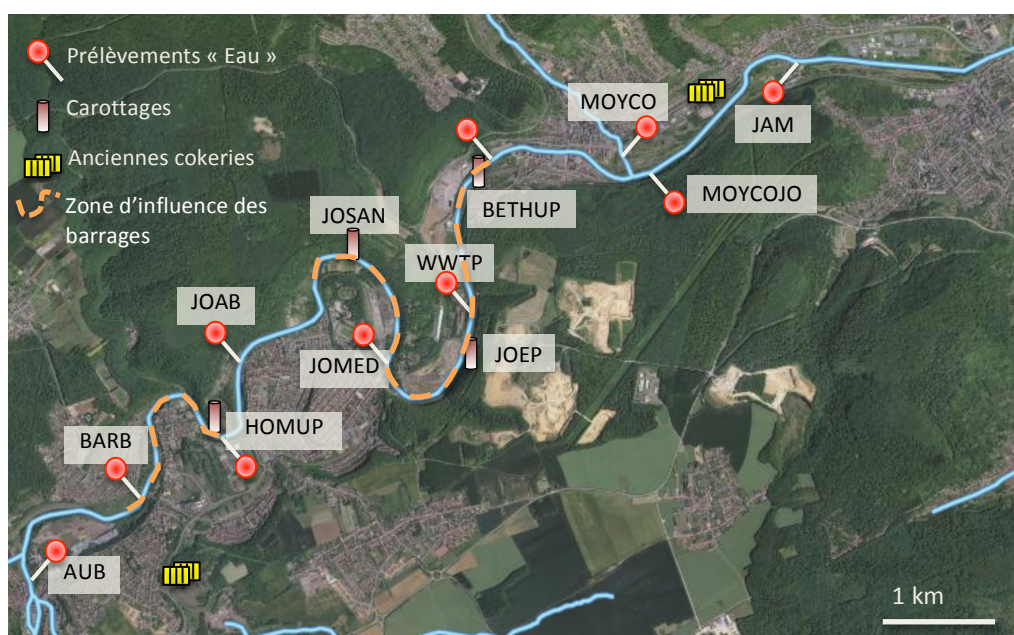 Prélèvements « Eau »
Carottages
Anciennes cokeries
Zone d'influence des
barrages
MOYCO
JAM
MOYCOJO
BETHUP
JOSAN
WWTP
JOAB
JOMED
JOEP
HOMUP
BARB
AUB
1 km